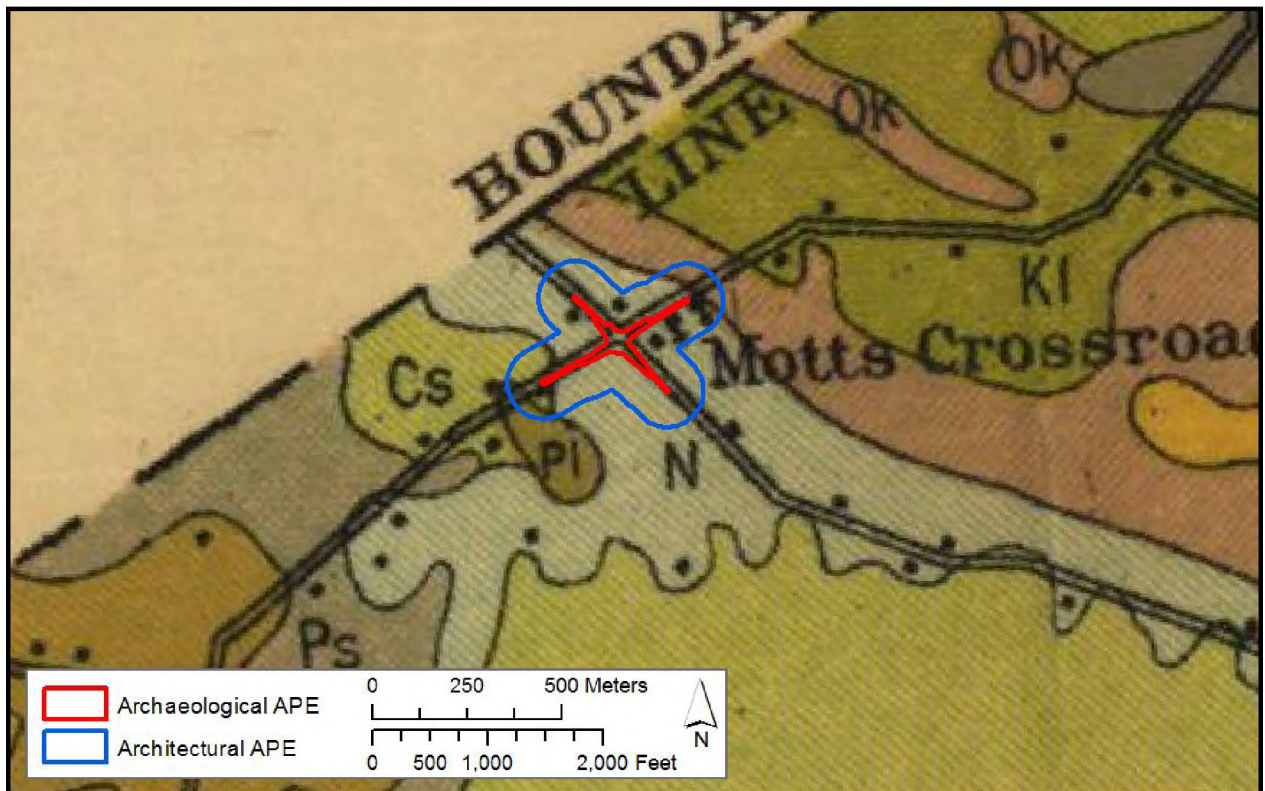 BOUNDA
LINE
OK
OK
Kl
Motts Crossroad
Cs
Pl
N
Ps
Archaeological APE
Architectural APE
0 250 500 Meters
0 500 1,000 2,000 Feet
N